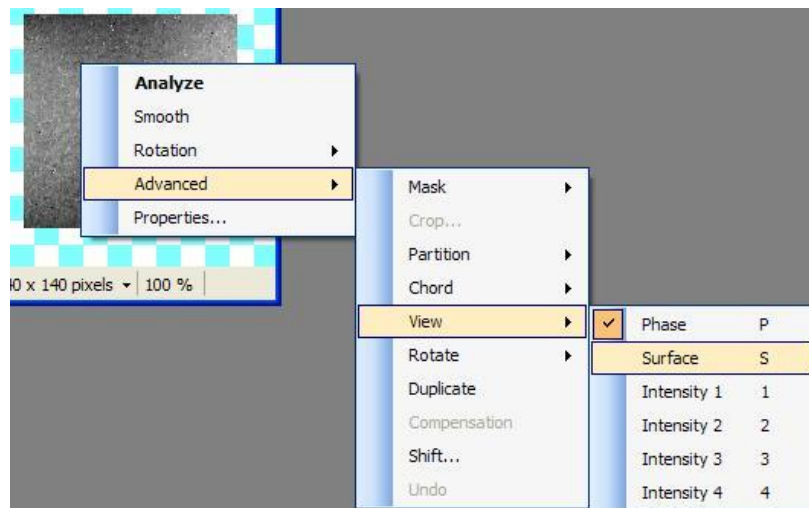 Analyze
Smooth
Rotation
Advanced
Properties...
0 x 140 pixels 100 %
Mask
Crop...
Partition
Chord
View
Rotate
Duplicate
Compensation
Shift...
Undo
Phase P
Surface S
Intensity 1 1
Intensity 2 2
Intensity 3 3
Intensity 4 4